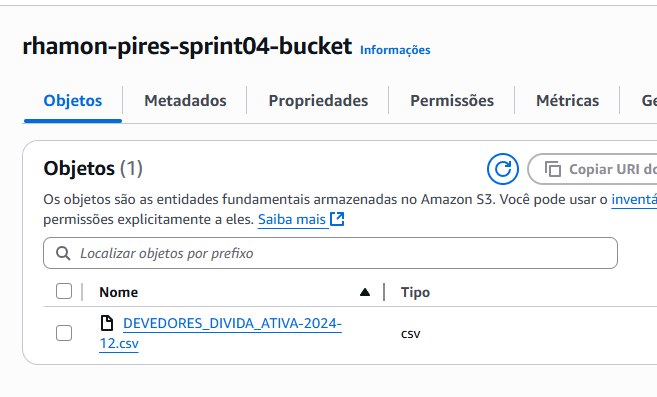 rhamon-pires-sprint04-bucket Informações
Objetos Metadados Propriedades Permissões Métricas
Objetos (1)
Copiar URI do
Os objetos são as entidades fundamentais armazenadas no Amazon S3. Você pode usar o inventá
permissões explicitamente a eles. Saiba mais
Localizar objetos por prefixo
Nome Tipo
DEVEDORES_DIVIDA_ATIVA-2024-
12.csv
csv